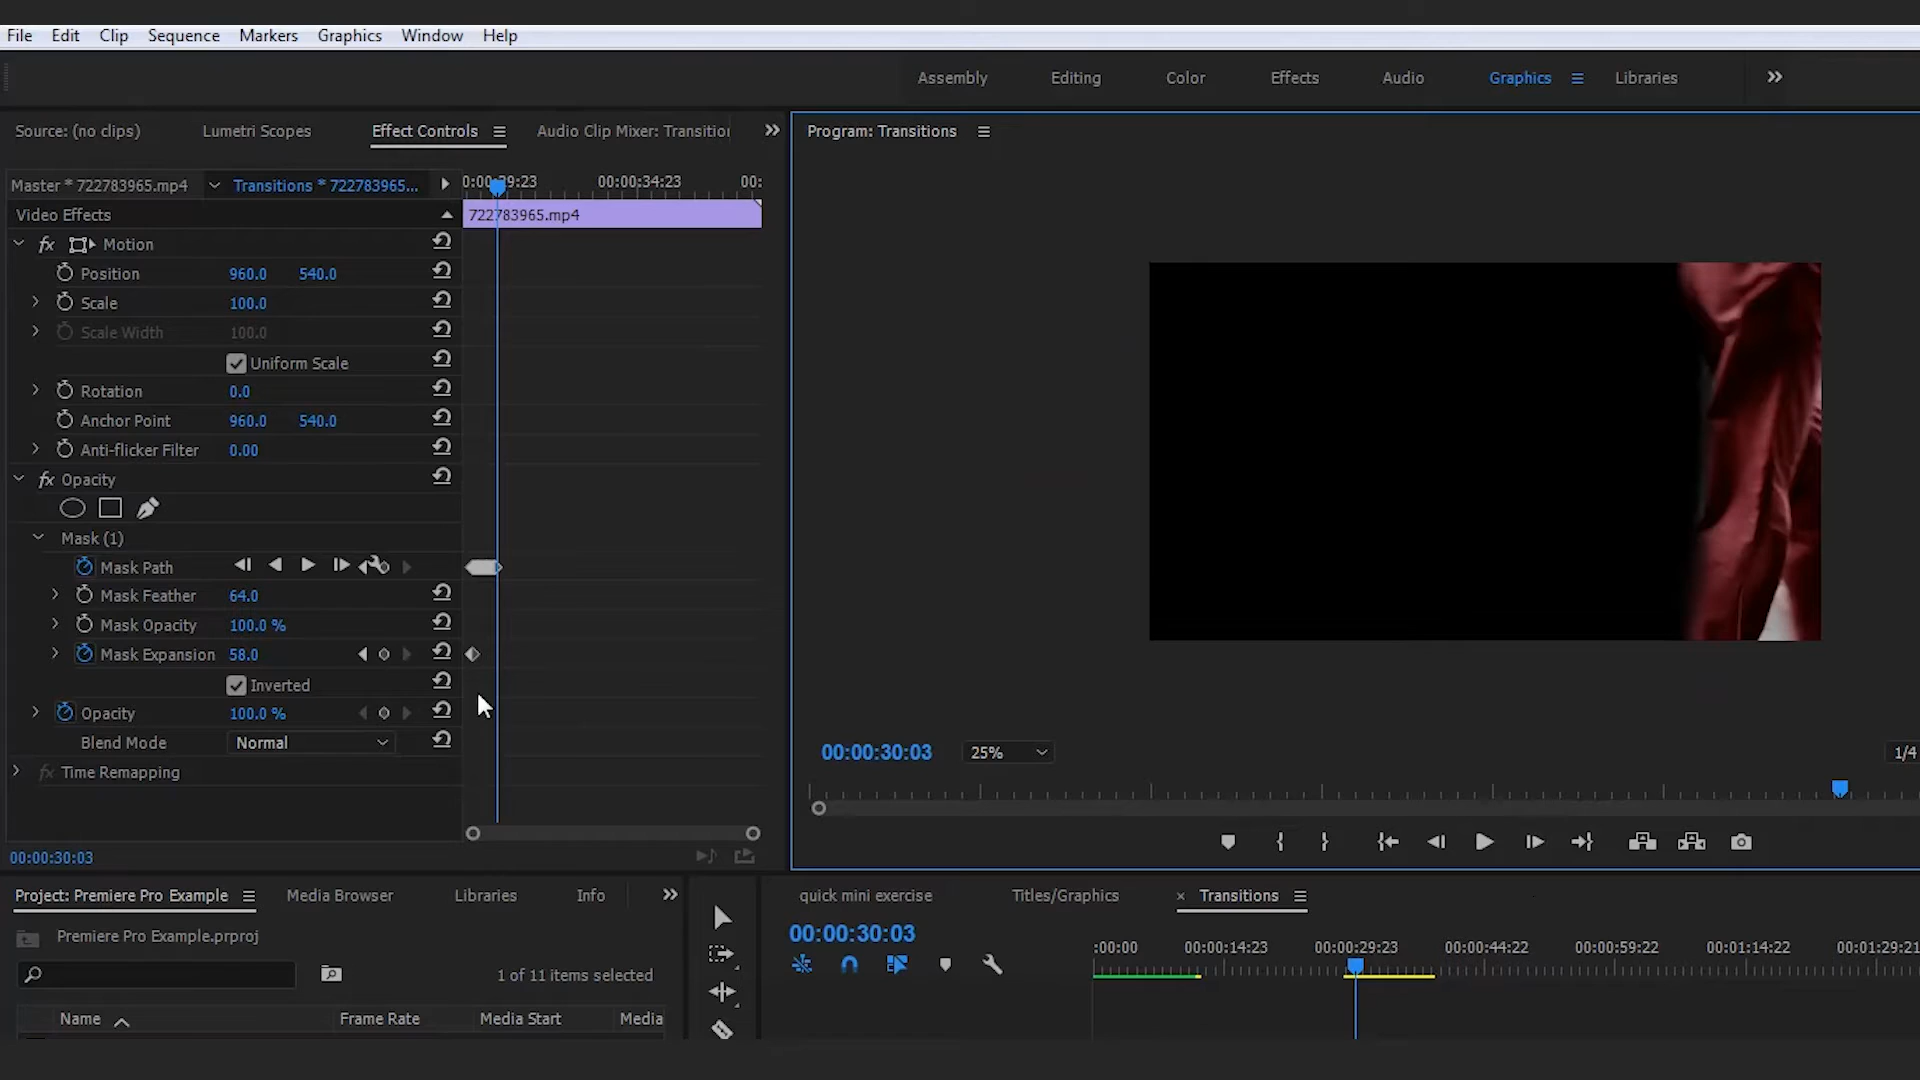 File Edit Clip Sequence Markers Graphics Window Help
Assembly Editing Color Effects Audio Graphics Libraries
Source: (no clips) Lumetri Scopes Effect Controls Audio Clip Mixer: Transitio
Program: Transitions
Master * 722783965.mp4 Transitions * 722783965... 00:00:34:23 00:
Video Effects 722783965.mp4
fx Motion
Position 960.0 540.0
Scale 100.0
Scale Width 100.0
Uniform Scale
Rotation 0.0
Anchor Point 960.0 540.0
Anti-flicker Filter 0.00
fx Opacity
Mask (1)
Mask Path
Mask Feather 64.0
Mask Opacity 100.0 %
Mask Expansion 58.0
Inverted
Opacity 100.0 %
Blend Mode Normal
fx Time Remapping
00:00:30:03
00:00:30:03 25% 1/4
Project: Premiere Pro Example Media Browser Libraries Info
Premiere Pro Example.prproj
1 of 11 items selected
Name Frame Rate Media Start Media
quick mini exercise Titles/Graphics × Transitions
00:00:30:03
:00:00 00:00:14:23 00:00:29:23 00:00:44:22 00:00:59:22 00:01:14:22 00:01:29:21